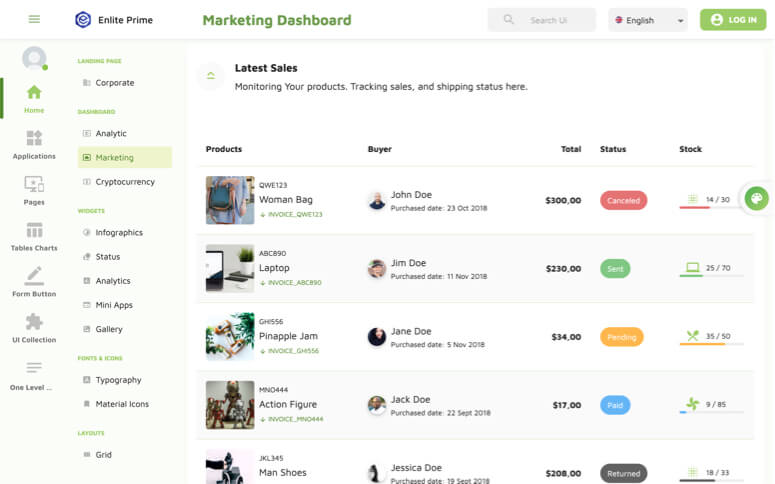 Enlite Prime
Marketing Dashboard
Search Ui
English
LOG IN
Home
Applications
Pages
Tables Charts
Form Button
UI Collection
One Level ...
LANDING PAGE
Corporate
DASHBOARD
Analytic
Marketing
Cryptocurrency
WIDGETS
Infographics
Status
Analytics
Mini Apps
Gallery
FONTS & ICONS
Typography
Material Icons
LAYOUTS
Grid
Latest Sales
Monitoring Your products. Tracking sales, and shipping status here.
Products Buyer Total Status Stock
QWE123
Woman Bag
INVOICE_QWE123
John Doe
Purchased date: 23 Oct 2018
$300,00
Canceled
14 / 30
ABC890
Laptop
INVOICE_ABC890
Jim Doe
Purchased date: 11 Nov 2018
$230,00
Sent
25 / 70
GHI556
Pinapple Jam
INVOICE_GHI556
Jane Doe
Purchased date: 5 Nov 2018
$34,00
Pending
35 / 50
MNO444
Action Figure
INVOICE_MNO444
Jack Doe
Purchased date: 22 Sept 2018
$17,00
Paid
9 / 85
JKL345
Man Shoes
Jessica Doe
Purchased date: 19 Sept 2018
$208,00
Returned
18 / 33